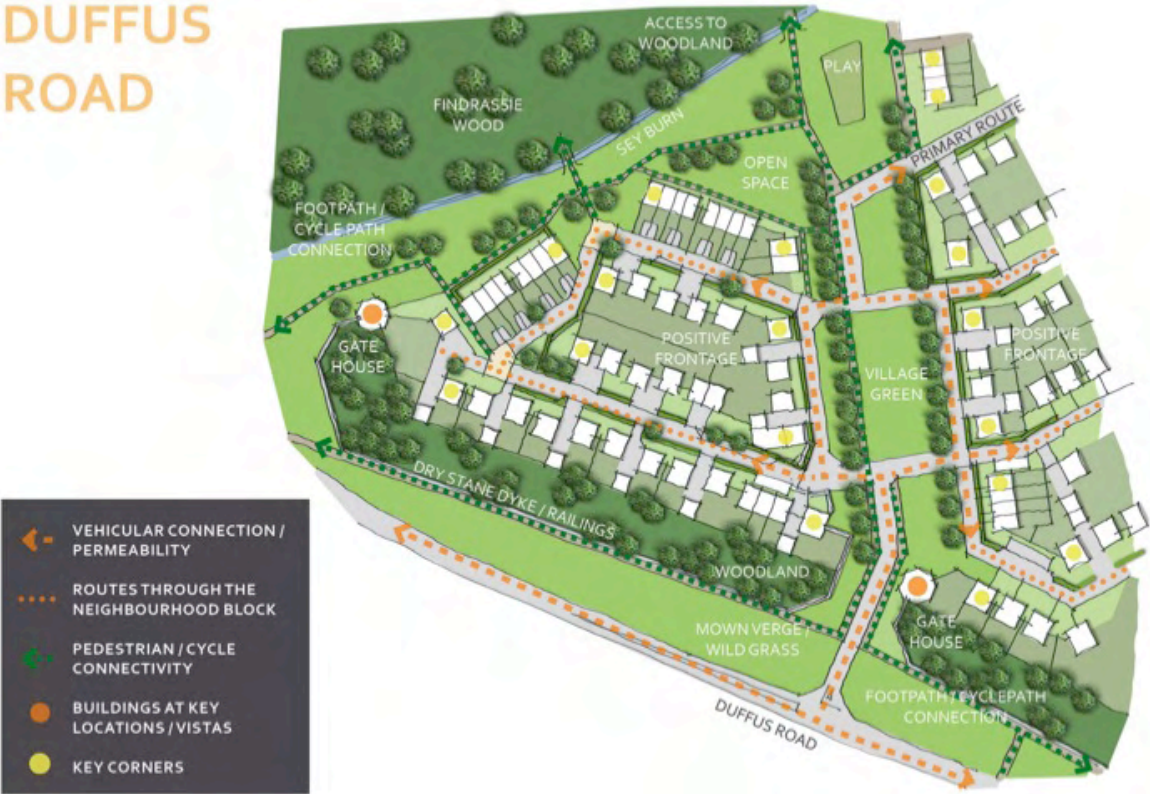 DUFFUS
ROAD
ACCESS TO
WOODLAND
PLAY
FINDRASSIE
WOOD
SEY BURN
PRIMARY ROUTE
OPEN
SPACE
FOOTPATH /
CYCLE PATH
CONNECTION
GATE
HOUSE
POSITIVE
FRONTAGE
POSITIVE
FRONTAGE
VILLAGE
GREEN
DRY STANE DYKE / RAILINGS
WOODLAND
MOWN VERGE /
WILD GRASS
GATE
HOUSE
FOOTPATH / CYCLEPATH
CONNECTION
DUFFUS ROAD
VEHICULAR CONNECTION /
PERMEABILITY
ROUTES THROUGH THE
NEIGHBOURHOOD BLOCK
PEDESTRIAN / CYCLE
CONNECTIVITY
BUILDINGS AT KEY
LOCATIONS / VISTAS
KEY CORNERS